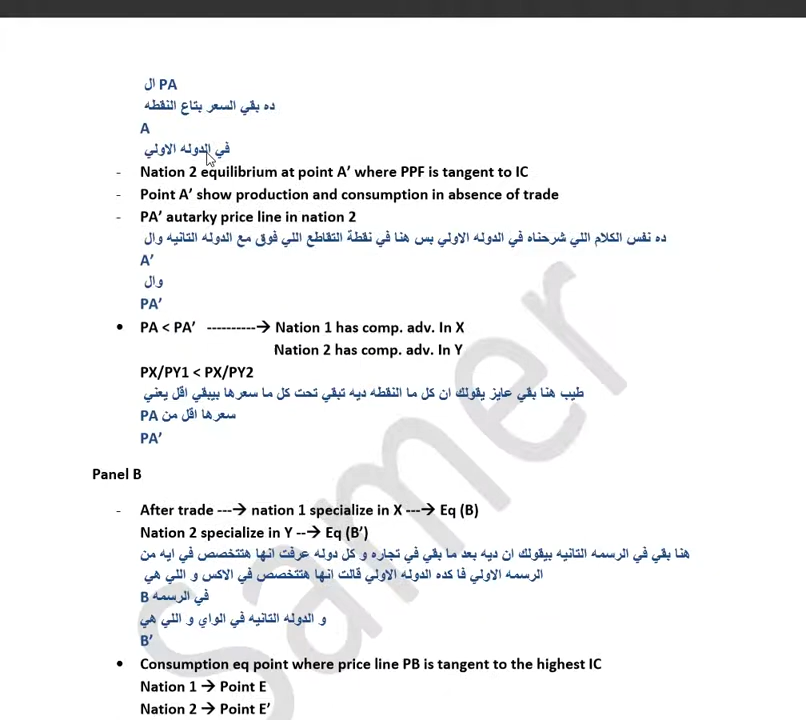 ال PA
ده بقي السعر بتاع النقطه
A
في الدوله الاولي
- Nation 2 equilibrium at point A’ where PPF is tangent to IC
- Point A’ show production and consumption in absence of trade
- PA’ autarky price line in nation 2
ده نفس الكلام اللي شرحناه في الدوله الاولي بس هنا في نقطة التقاطع اللي فوق مع الدوله التانيه وال
A’
وال
PA’
• PA < PA’ ----------→ Nation 1 has comp. adv. In X
Nation 2 has comp. adv. In Y
PX/PY1 < PX/PY2
طيب هنا بقي عايز يقولك ان كل ما النقطه ديه تبقي تحت كل ما سعرها بيبقي اقل يعني
سعرها اقل من PA
PA’
Panel B
- After trade ---→ nation 1 specialize in X ---→ Eq (B)
Nation 2 specialize in Y --→ Eq (B’)
هنا بقي في الرسمه التانيه بيقولك ان ديه بعد ما بقي في تجاره و كل دوله عرفت انها هتتخصص في ايه من
الرسمه الاولي فا كده الدوله الاولي قالت انها هتتخصص في الاكس و اللي هي
في الرسمه B
و الدوله التانيه في الواي و اللي هي
B’
• Consumption eq point where price line PB is tangent to the highest IC
Nation 1 → Point E
Nation 2 → Point E’
Samer